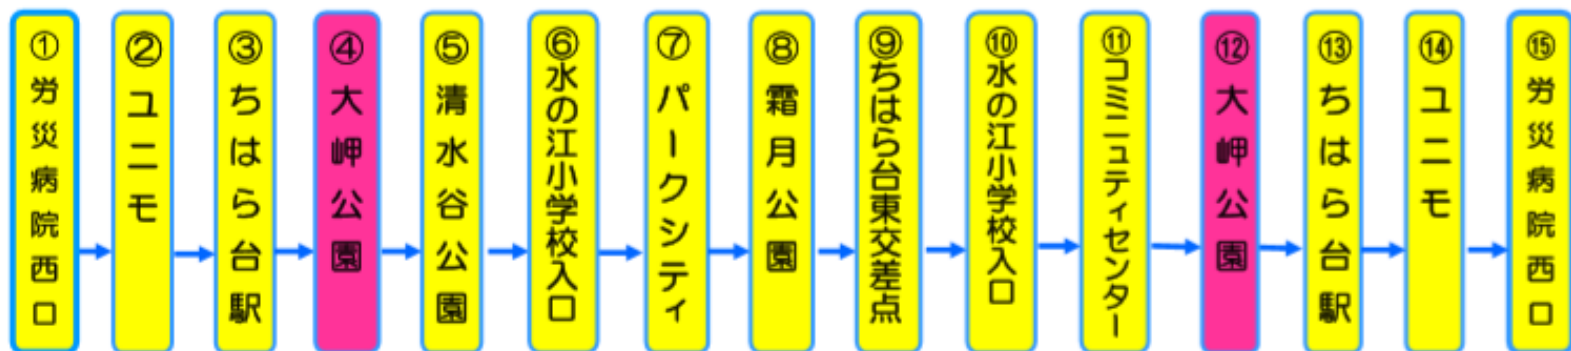 ①労災病院西口
②ユニモ
③ちはら台駅
④大岬公園
⑤清水谷公園
⑥水の江小学校入口
⑦パークシティ
⑧霜月公園
⑨ちはら台東交差点
⑩水の江小学校入口
⑪コミニュティセンター
⑫大岬公園
⑬ちはら台駅
⑭ユニモ
⑮労災病院西口